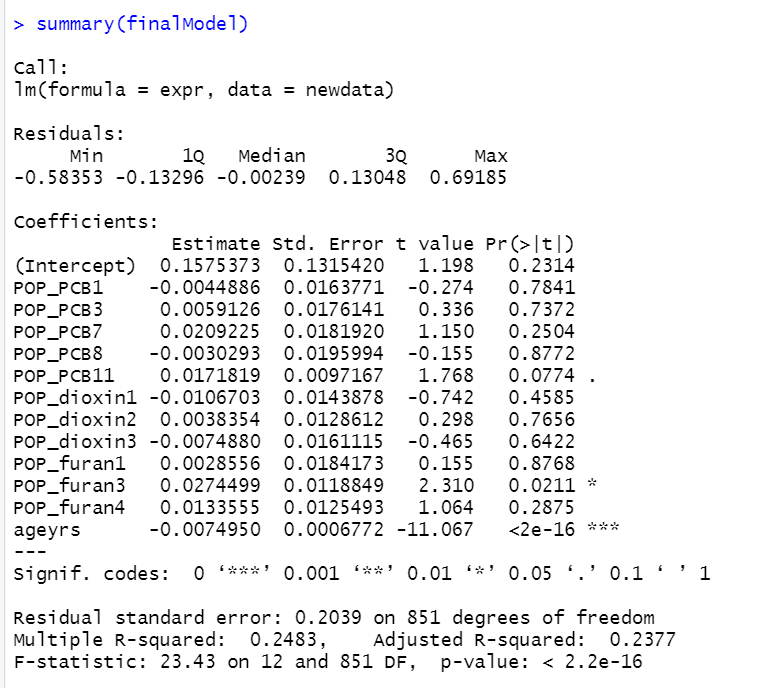 > summary(finalModel)
Call:
lm(formula = expr, data = newdata)
Residuals:
     Min       1Q   Median       3Q      Max
-0.58353 -0.13296 -0.00239  0.13048  0.69185
Coefficients:
              Estimate Std. Error t value Pr(>|t|)
(Intercept)  0.1575373  0.1315420   1.198   0.2314
POP_PCB1    -0.0044886  0.0163771  -0.274   0.7841
POP_PCB3     0.0059126  0.0176141   0.336   0.7372
POP_PCB7     0.0209225  0.0181920   1.150   0.2504
POP_PCB8    -0.0030293  0.0195994  -0.155   0.8772
POP_PCB11    0.0171819  0.0097167   1.768   0.0774 .
POP_dioxin1 -0.0106703  0.0143878  -0.742   0.4585
POP_dioxin2  0.0038354  0.0128612   0.298   0.7656
POP_dioxin3 -0.0074880  0.0161115  -0.465   0.6422
POP_furan1   0.0028556  0.0184173   0.155   0.8768
POP_furan3   0.0274499  0.0118849   2.310   0.0211 *
POP_furan4   0.0133555  0.0125493   1.064   0.2875
ageyrs      -0.0074950  0.0006772 -11.067   <2e-16 ***
---
Signif. codes:  0 ‘***’ 0.001 ‘**’ 0.01 ‘*’ 0.05 ‘.’ 0.1 ‘ ’ 1
Residual standard error: 0.2039 on 851 degrees of freedom
Multiple R-squared:  0.2483,    Adjusted R-squared:  0.2377
F-statistic: 23.43 on 12 and 851 DF,  p-value: < 2.2e-16